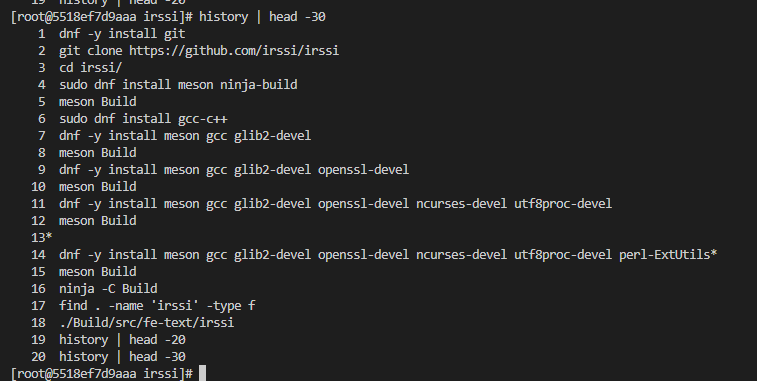 19 history | head -20
[root@5518ef7d9aaa irssi]# history | head -30
1 dnf -y install git
2 git clone https://github.com/irssi/irssi
3 cd irssi/
4 sudo dnf install meson ninja-build
5 meson Build
6 sudo dnf install gcc-c++
7 dnf -y install meson gcc glib2-devel
8 meson Build
9 dnf -y install meson gcc glib2-devel openssl-devel
10 meson Build
11 dnf -y install meson gcc glib2-devel openssl-devel ncurses-devel utf8proc-devel
12 meson Build
13*
14 dnf -y install meson gcc glib2-devel openssl-devel ncurses-devel utf8proc-devel perl-ExtUtils*
15 meson Build
16 ninja -C Build
17 find . -name 'irssi' -type f
18 ./Build/src/fe-text/irssi
19 history | head -20
20 history | head -30
[root@5518ef7d9aaa irssi]#